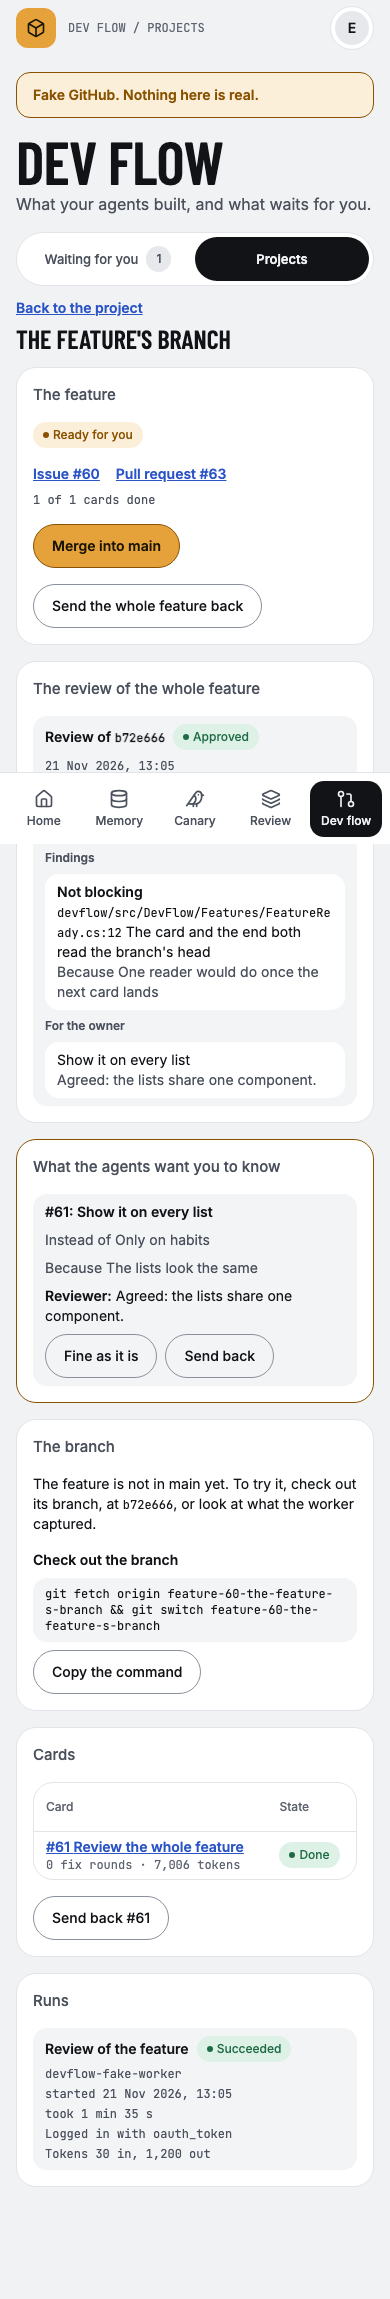 DEV FLOW / PROJECTS
E
Fake GitHub. Nothing here is real.
DEV FLOW
What your agents built, and what waits for you.
Waiting for you 1
Projects
Back to the project
THE FEATURE'S BRANCH
The feature
Ready for you
Issue #60 Pull request #63
1 of 1 cards done
Merge into main
Send the whole feature back
The review of the whole feature
Review of b72e666 Approved
21 Nov 2026, 13:05
Home Memory Canary Review Dev flow
Findings
Not blocking
devflow/src/DevFlow/Features/FeatureRe
ady.cs:12 The card and the end both
read the branch's head
Because One reader would do once the
next card lands
For the owner
Show it on every list
Agreed: the lists share one component.
What the agents want you to know
#61: Show it on every list
Instead of Only on habits
Because The lists look the same
Reviewer: Agreed: the lists share one
component.
Fine as it is Send back
The branch
The feature is not in main yet. To try it, check out
its branch, at b72e666, or look at what the worker
captured.
Check out the branch
git fetch origin feature-60-the-feature-
s-branch && git switch feature-60-the-
feature-s-branch
Copy the command
Cards
Card State
#61 Review the whole feature Done
0 fix rounds · 7,006 tokens
Send back #61
Runs
Review of the feature Succeeded
devflow-fake-worker
started 21 Nov 2026, 13:05
took 1 min 35 s
Logged in with oauth_token
Tokens 30 in, 1,200 out